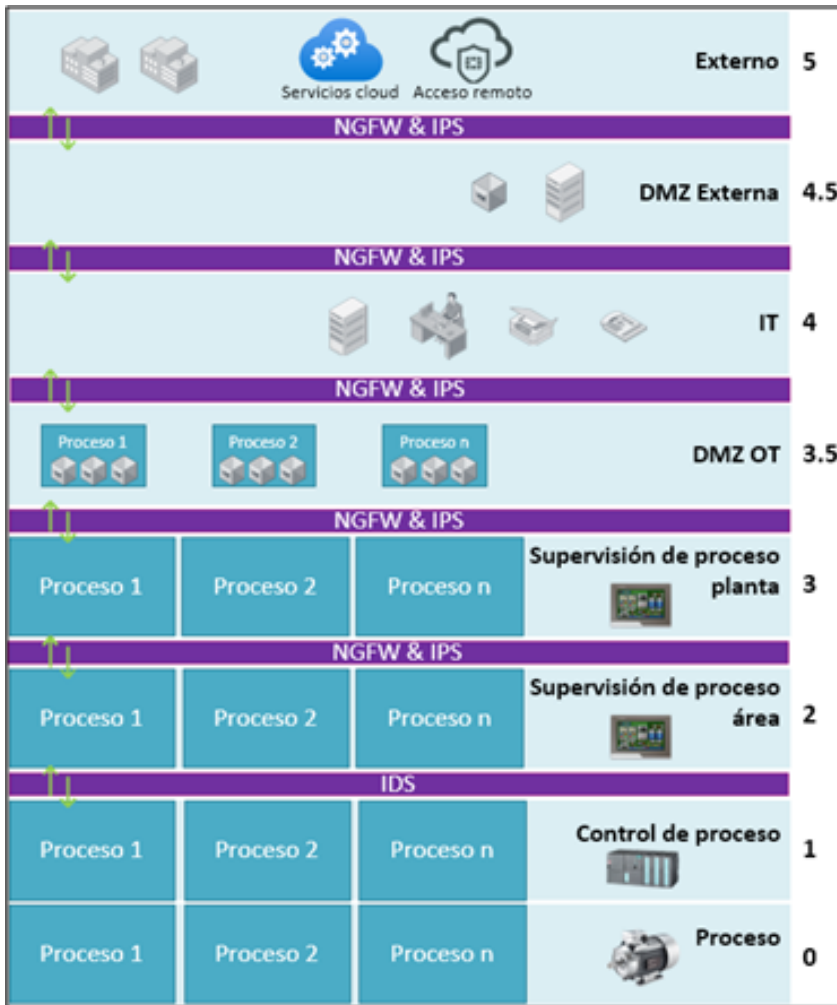 Externo 5
Servicios cloud Acceso remoto
NGFW & IPS
DMZ Externa 4.5
NGFW & IPS
IT 4
NGFW & IPS
Proceso 1 Proceso 2 Proceso n DMZ OT 3.5
NGFW & IPS
Supervisión de proceso
planta 3
Proceso 1 Proceso 2 Proceso n
NGFW & IPS
Supervisión de proceso
área 2
Proceso 1 Proceso 2 Proceso n
IDS
Control de proceso
Proceso 1 Proceso 2 Proceso n 1
Proceso
Proceso 1 Proceso 2 Proceso n 0